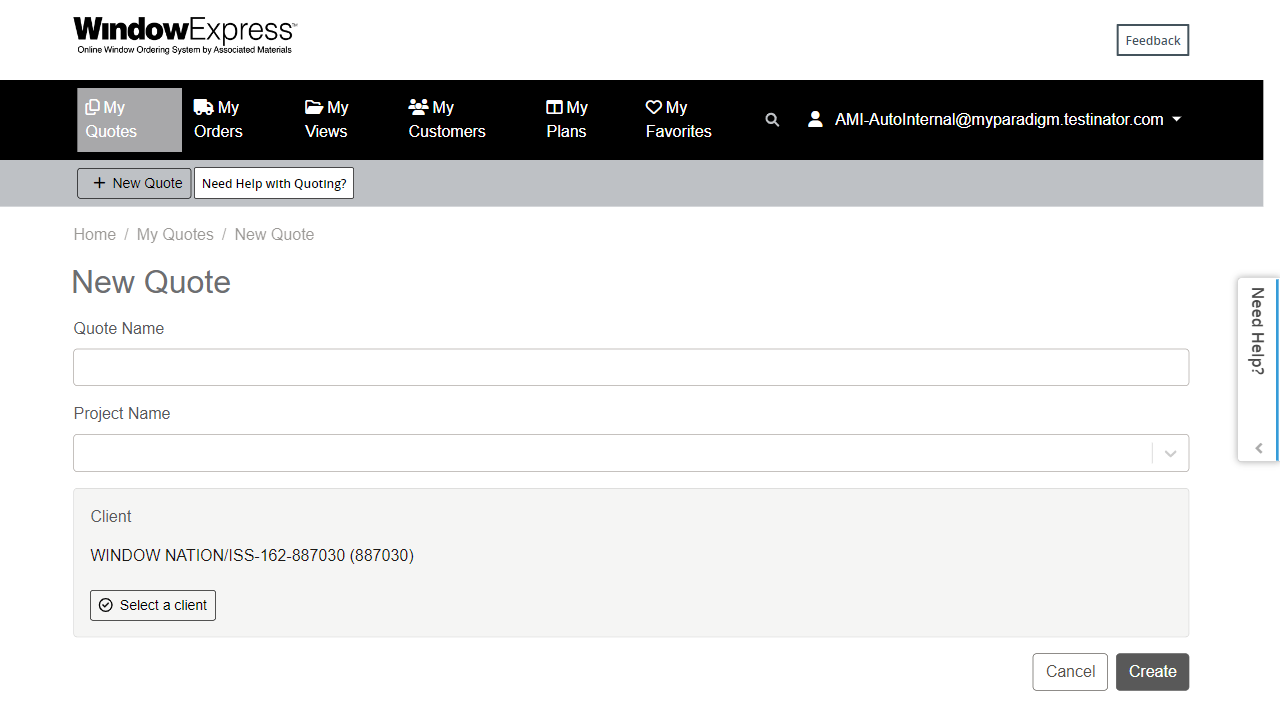 WindowExpress™
Online Window Ordering System by Associated Materials
Feedback
My Quotes
My Orders
My Views
My Customers
My Plans
My Favorites
AMI-AutoInternal@myparadigm.testinator.com
New Quote
Need Help with Quoting?
Home / My Quotes / New Quote
New Quote
Need Help?
Quote Name
Project Name
Client
WINDOW NATION/ISS-162-887030 (887030)
Select a client
Cancel
Create